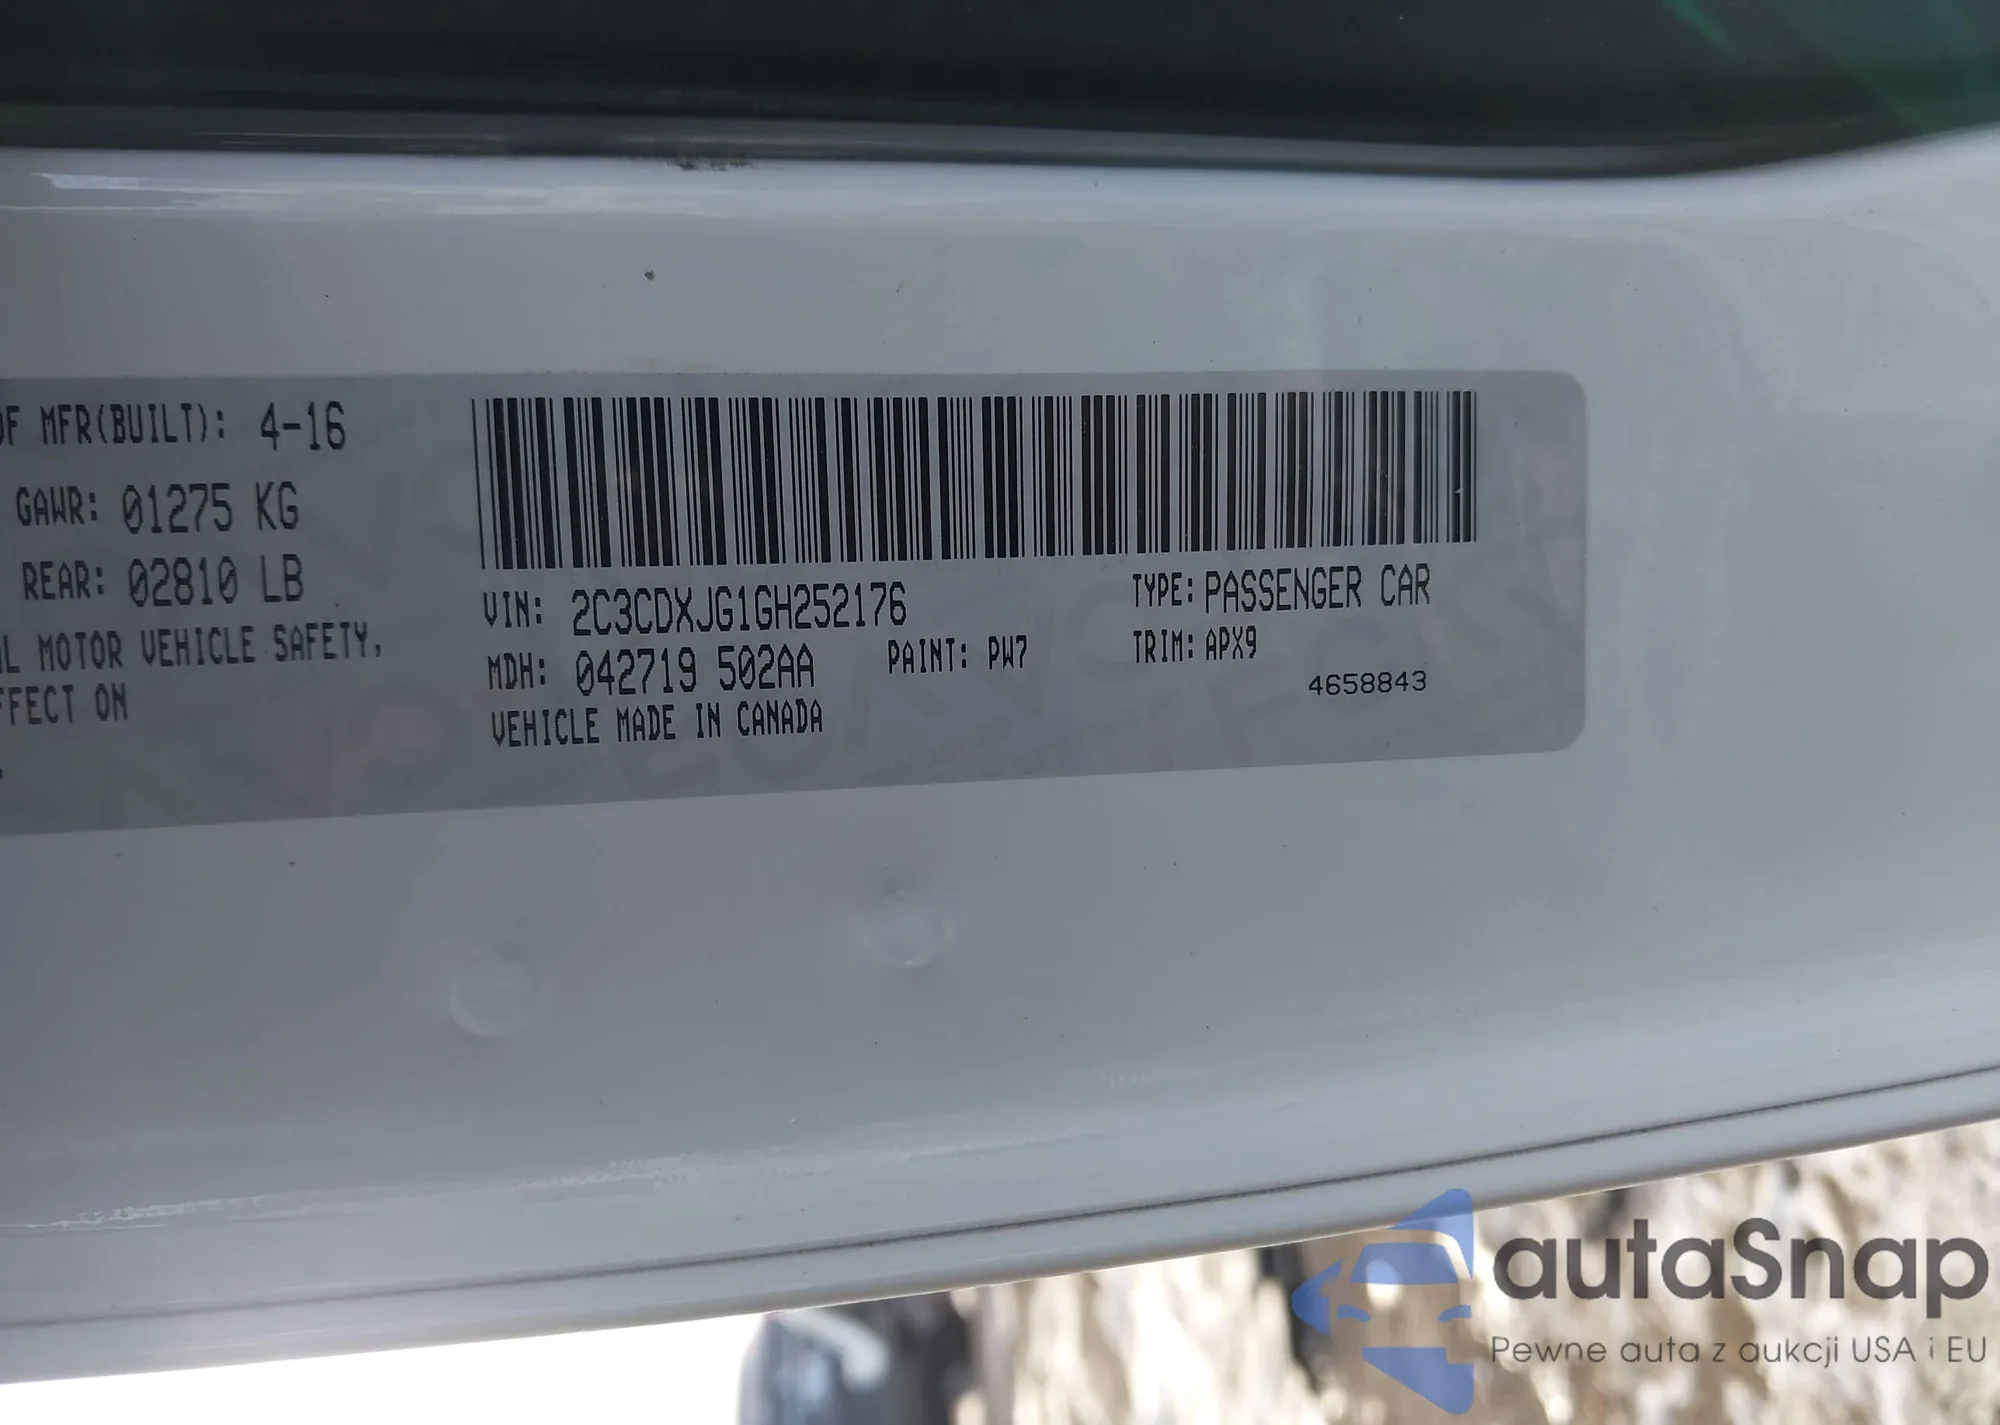 OF MFR(BUILT): 4-16
GAWR: 01275 KG
REAR: 02810 LB
MOTOR VEHICLE SAFETY,
ON
VIN: 2C3CDXJG1GH252176
TYPE: PASSENGER CAR
MDH: 042719 502AA
PAINT: PW7
TRIM: APX9
VEHICLE MADE IN CANADA
4658843
autaSnap
Pewne auta z aukcji USA i EU